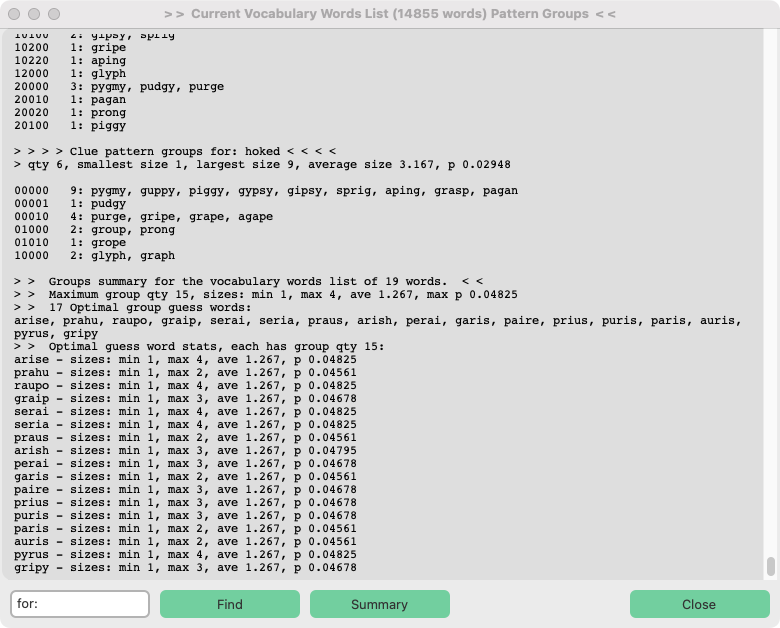 >> Current Vocabulary Words List (14855 words) Pattern Groups <<
10100   2: gipsy, sprig
10200   1: gripe
10220   1: aping
12000   1: glyph
20000   3: pygmy, pudgy, purge
20010   1: pagan
20020   1: prong
20100   1: piggy
> > > > Clue pattern groups for: hoked < < < <
> qty 6, smallest size 1, largest size 9, average size 3.167, p 0.02948
00000   9: pygmy, guppy, piggy, gypsy, gipsy, sprig, aping, grasp, pagan
00001   1: pudgy
00010   4: purge, gripe, grape, agape
01000   2: group, prong
01010   1: grope
10000   2: glyph, graph
> >  Groups summary for the vocabulary words list of 19 words.  < <
> >  Maximum group qty 15, sizes: min 1, max 4, ave 1.267, max p 0.04825
> >  17 Optimal group guess words:
arise, prahu, raupo, graip, serai, seria, praus, arish, perai, garis, paire, prius, puris, paris, auris,
pyrus, gripy
> >  Optimal guess word stats, each has group qty 15:
arise - sizes: min 1, max 4, ave 1.267, p 0.04825
prahu - sizes: min 1, max 2, ave 1.267, p 0.04561
raupo - sizes: min 1, max 4, ave 1.267, p 0.04825
graip - sizes: min 1, max 3, ave 1.267, p 0.04678
serai - sizes: min 1, max 4, ave 1.267, p 0.04825
seria - sizes: min 1, max 4, ave 1.267, p 0.04825
praus - sizes: min 1, max 2, ave 1.267, p 0.04561
arish - sizes: min 1, max 3, ave 1.267, p 0.04795
perai - sizes: min 1, max 3, ave 1.267, p 0.04678
garis - sizes: min 1, max 2, ave 1.267, p 0.04561
paire - sizes: min 1, max 3, ave 1.267, p 0.04678
prius - sizes: min 1, max 3, ave 1.267, p 0.04678
puris - sizes: min 1, max 3, ave 1.267, p 0.04678
paris - sizes: min 1, max 2, ave 1.267, p 0.04561
auris - sizes: min 1, max 2, ave 1.267, p 0.04561
pyrus - sizes: min 1, max 4, ave 1.267, p 0.04825
gripy - sizes: min 1, max 3, ave 1.267, p 0.04678
for:
Find
Summary
Close